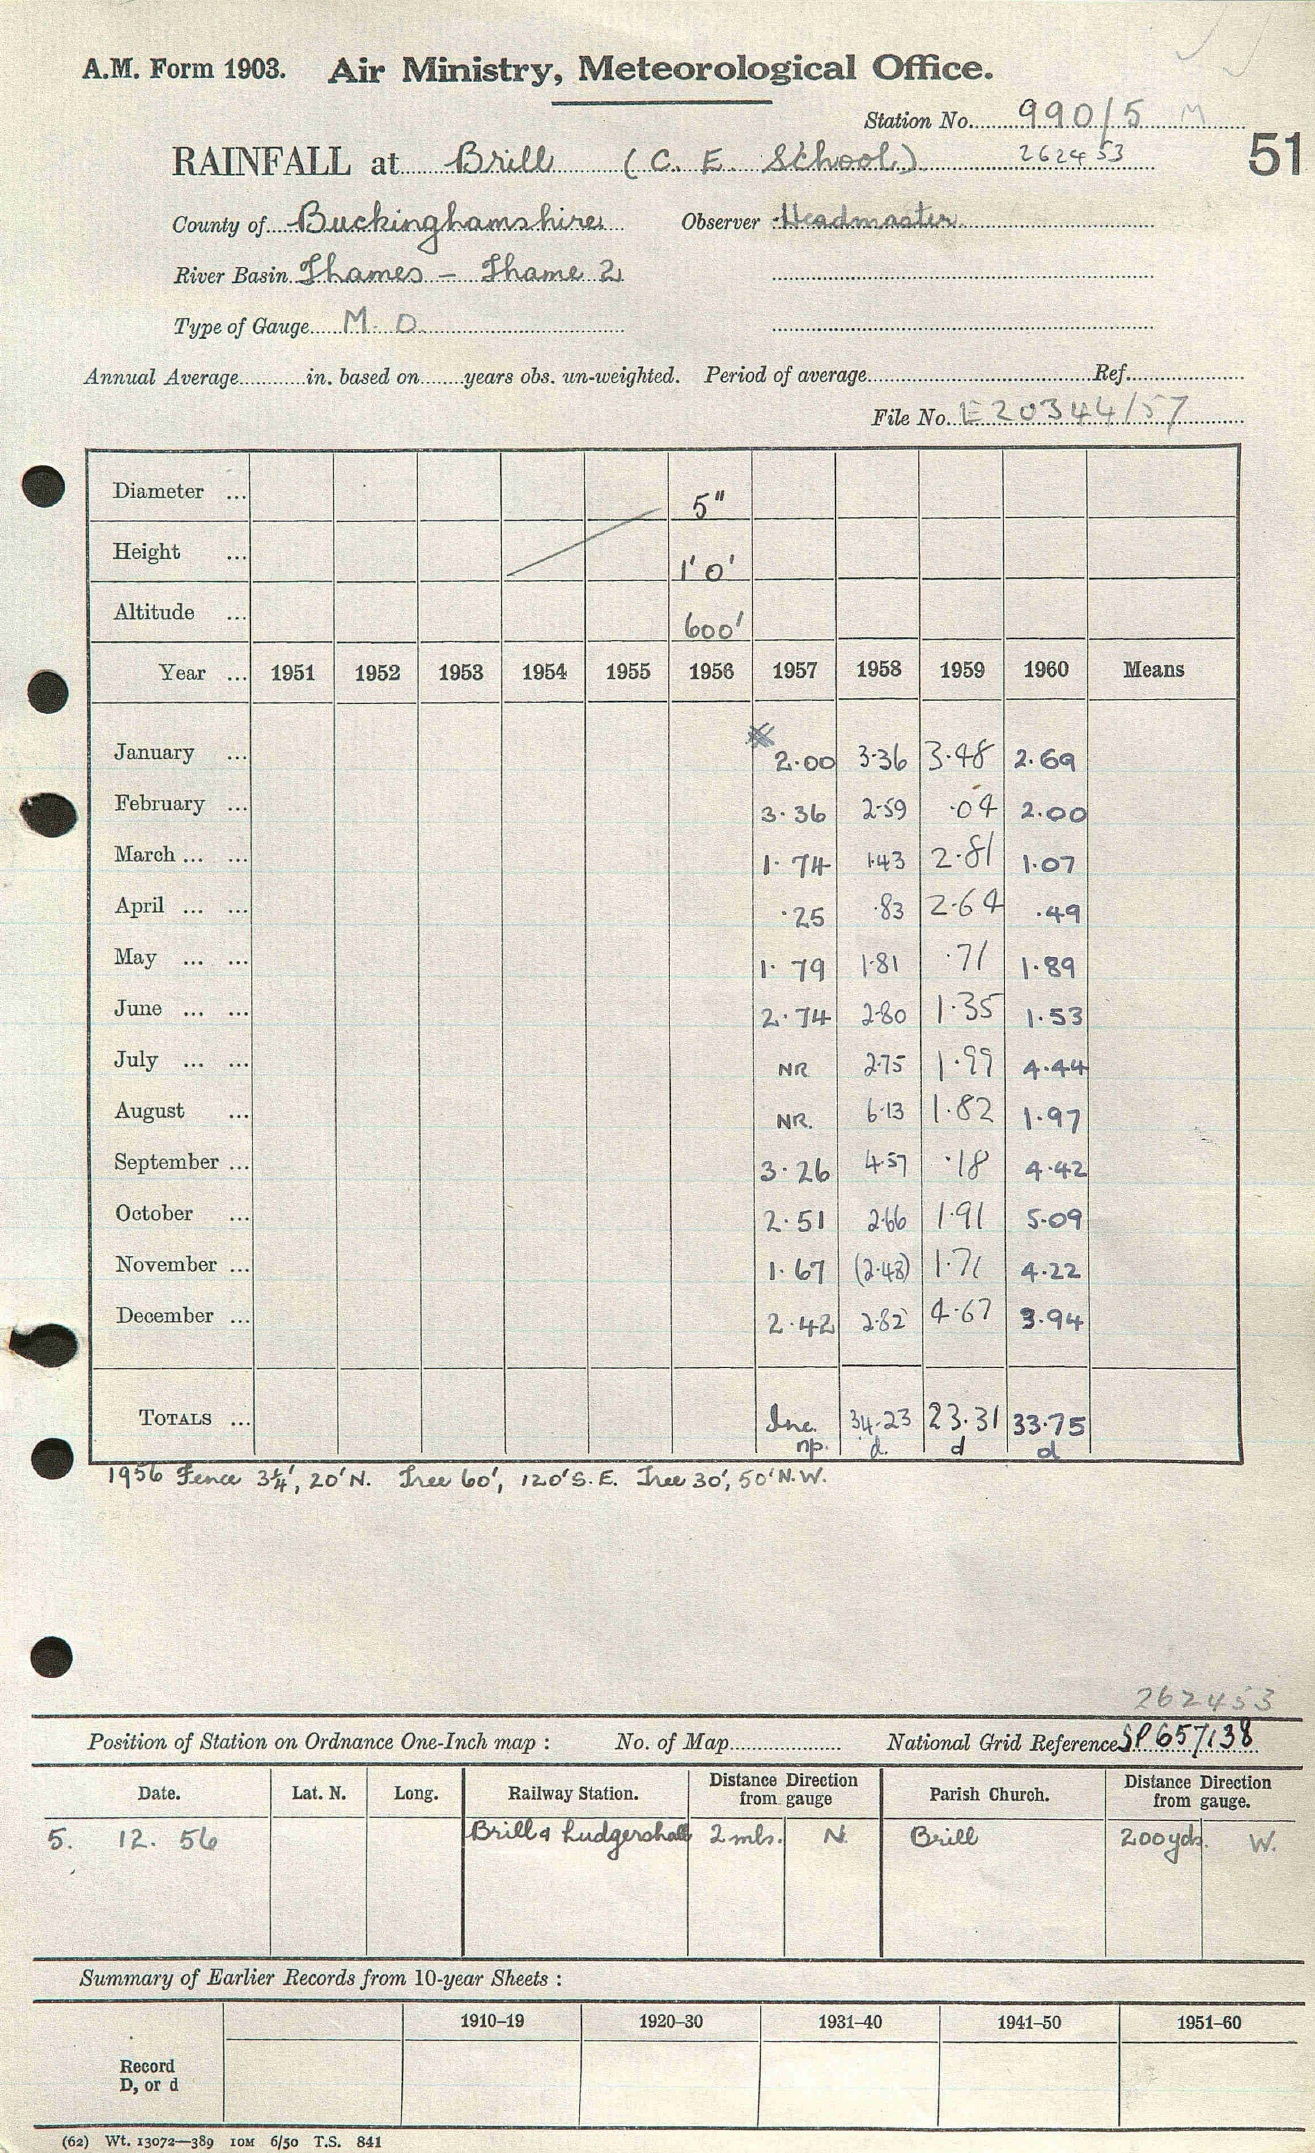 A.M. Form 1903. Air Ministry, Meteorological Office.
Station No. 990/5 M
RAINFALL at Brill (C. E. School) 262453
51
County of Buckinghamshire Observer Headmaster
River Basin Thames – Thame 2
Type of Gauge M. O.
Annual Average in. based on years obs. un-weighted. Period of average Ref.
File No. E20344/57
Diameter ... 5"
Height ... 1' 0'
Altitude ... 600'
Year ... 1951 1952 1953 1954 1955 1956 1957 1958 1959 1960 Means
January ... 2.00 3.36 3.48 2.69
February ... 3.36 2.59 .04 2.00
March ... ... 1.74 1.43 2.81 1.07
April ... ... .25 .83 2.64 .49
May ... ... 1.79 1.81 .71 1.89
June ... ... 2.74 2.80 1.35 1.53
July ... ... NR 2.75 1.99 4.44
August ... NR. 6.13 1.82 1.97
September ... 3.26 4.57 .18 4.42
October ... 2.51 2.66 1.91 5.09
November ... 1.67 (2.48) 1.71 4.22
December ... 2.42 2.82 4.67 3.94
TOTALS ... Inc. 34.23 23.31 33.75
np. d. d d
1956 Fence 3¼', 20'N. Tree 60', 120'S.E. Tree 30', 50'N.W.
262453
Position of Station on Ordnance One-Inch map : No. of Map National Grid Reference SP 657138
Date. Lat. N. Long. Railway Station. Distance Direction from gauge Parish Church. Distance Direction from gauge.
5. 12. 56 Brill & Ludgershall 2 mls. N. Brill 200yds. W.
Summary of Earlier Records from 10-year Sheets :
1910–19 1920–30 1931–40 1941–50 1951–60
Record
D, or d
(62) Wt. 13072—389 10M 6/50 T.S. 841